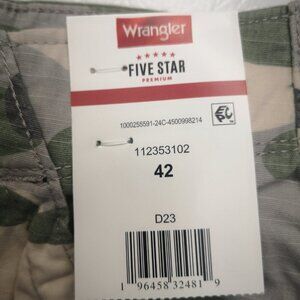 Wrangler
FIVE STAR
PREMIUM
1000255591-24C-4500998214
112353102
42
D23
1 96458 32481 9